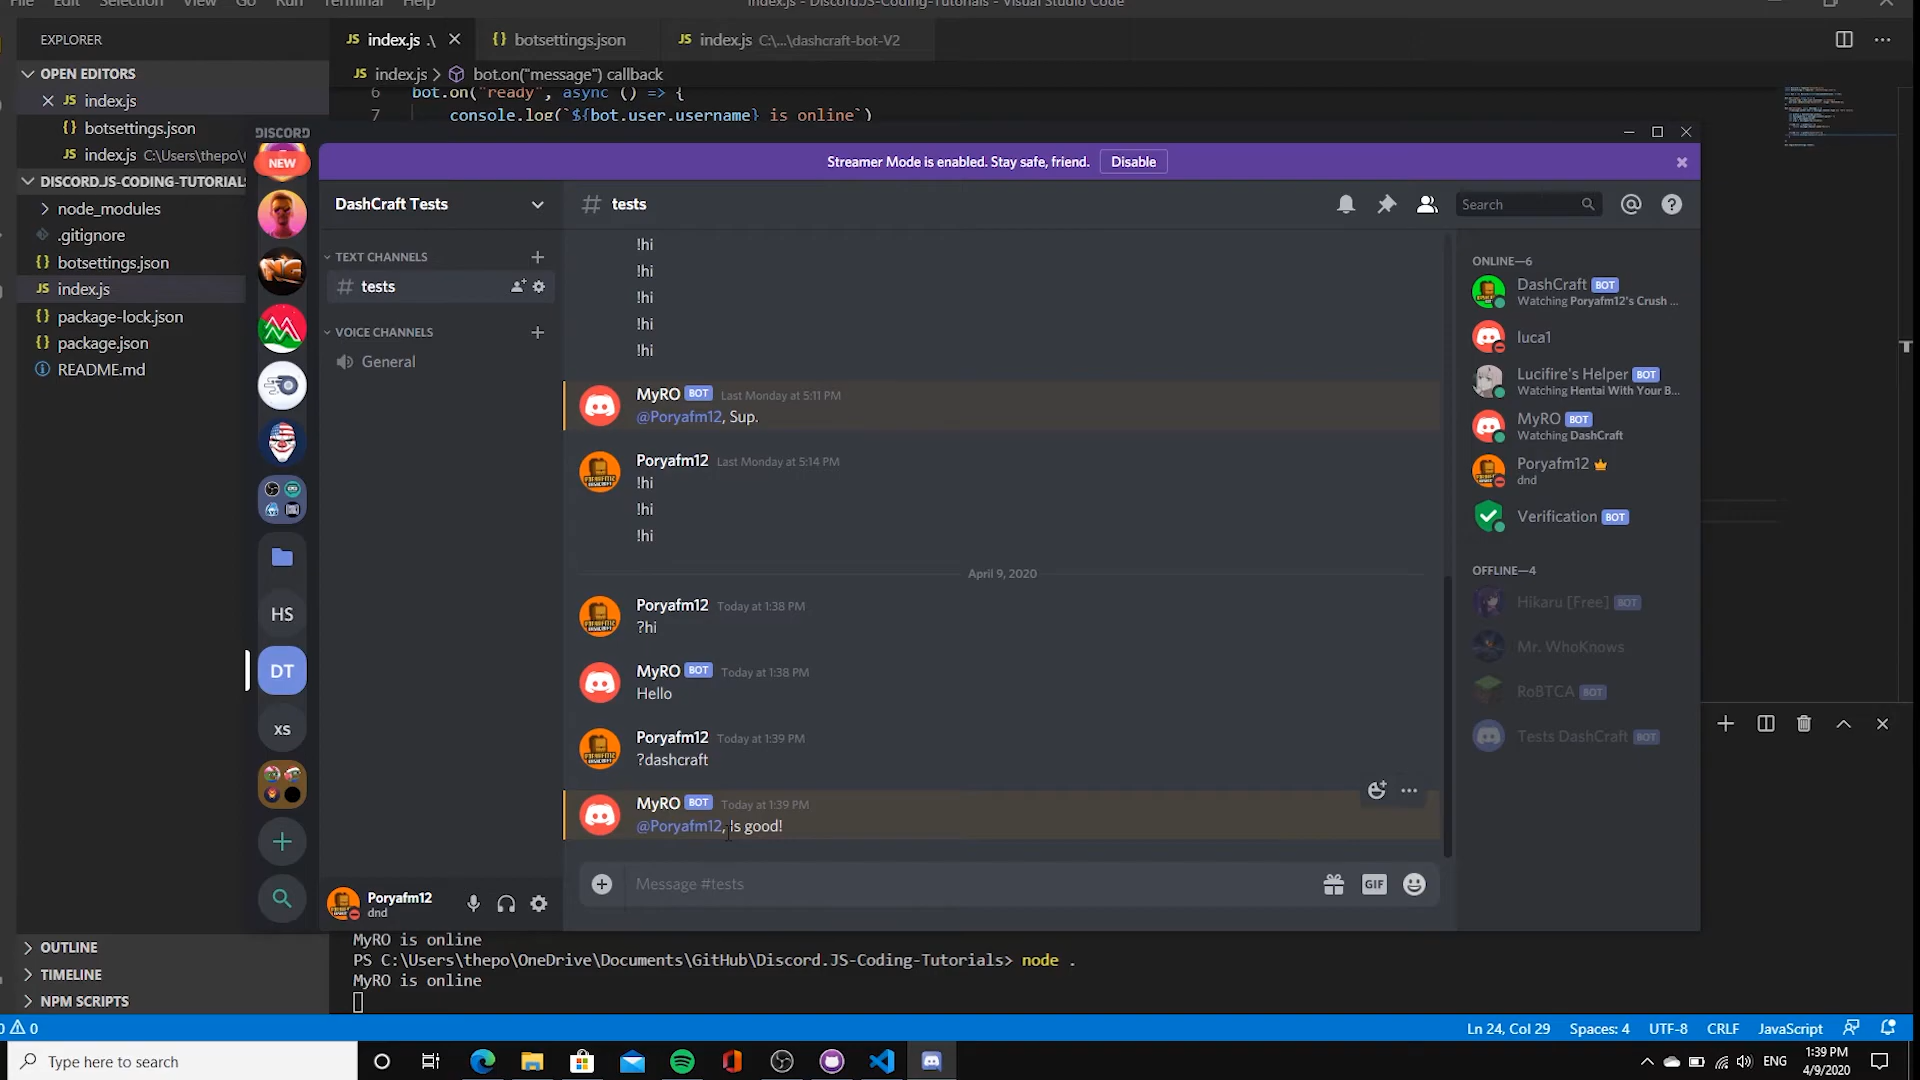 File Edit Selection View Go Run Terminal Help
index.js - Discord.JS-Coding-Tutorials - Visual Studio Code
EXPLORER
JS index.js .\
{} botsettings.json
JS index.js C:\...\dashcraft-bot-V2
OPEN EDITORS
JS index.js > bot.on("message") callback
JS index.js
6 bot.on("ready", async () => {
7 console.log(`${bot.user.username} is online`)
{} botsettings.json
JS index.js C:\Users\thepo\
DISCORD.JS-CODING-TUTORIALS
node_modules
.gitignore
{} botsettings.json
JS index.js
{} package-lock.json
{} package.json
README.md
OUTLINE
TIMELINE
NPM SCRIPTS
DISCORD
NEW
HS
DT
XS
Streamer Mode is enabled. Stay safe, friend.
Disable
DashCraft Tests
# tests
Search
TEXT CHANNELS
# tests
VOICE CHANNELS
General
Poryafm12
dnd
!hi
!hi
!hi
!hi
!hi
MyRO BOT Last Monday at 5:11 PM
@Poryafm12, Sup.
Poryafm12 Last Monday at 5:14 PM
!hi
!hi
!hi
April 9, 2020
Poryafm12 Today at 1:38 PM
?hi
MyRO BOT Today at 1:38 PM
Hello
Poryafm12 Today at 1:39 PM
?dashcraft
MyRO BOT Today at 1:39 PM
@Poryafm12, is good!
Message #tests
GIF
ONLINE—6
DashCraft BOT
Watching Poryafm12's Crush ...
luca1
Lucifire's Helper BOT
Watching Hentai With Your B...
MyRO BOT
Watching DashCraft
Poryafm12
dnd
Verification BOT
OFFLINE—4
Hikaru [Free] BOT
Mr. WhoKnows
RoBTCA BOT
Tests DashCraft BOT
MyRO is online
PS C:\Users\thepo\OneDrive\Documents\GitHub\Discord.JS-Coding-Tutorials> node .
MyRO is online
0
Ln 24, Col 29 Spaces: 4 UTF-8 CRLF JavaScript
Type here to search
ENG
1:39 PM
4/9/2020